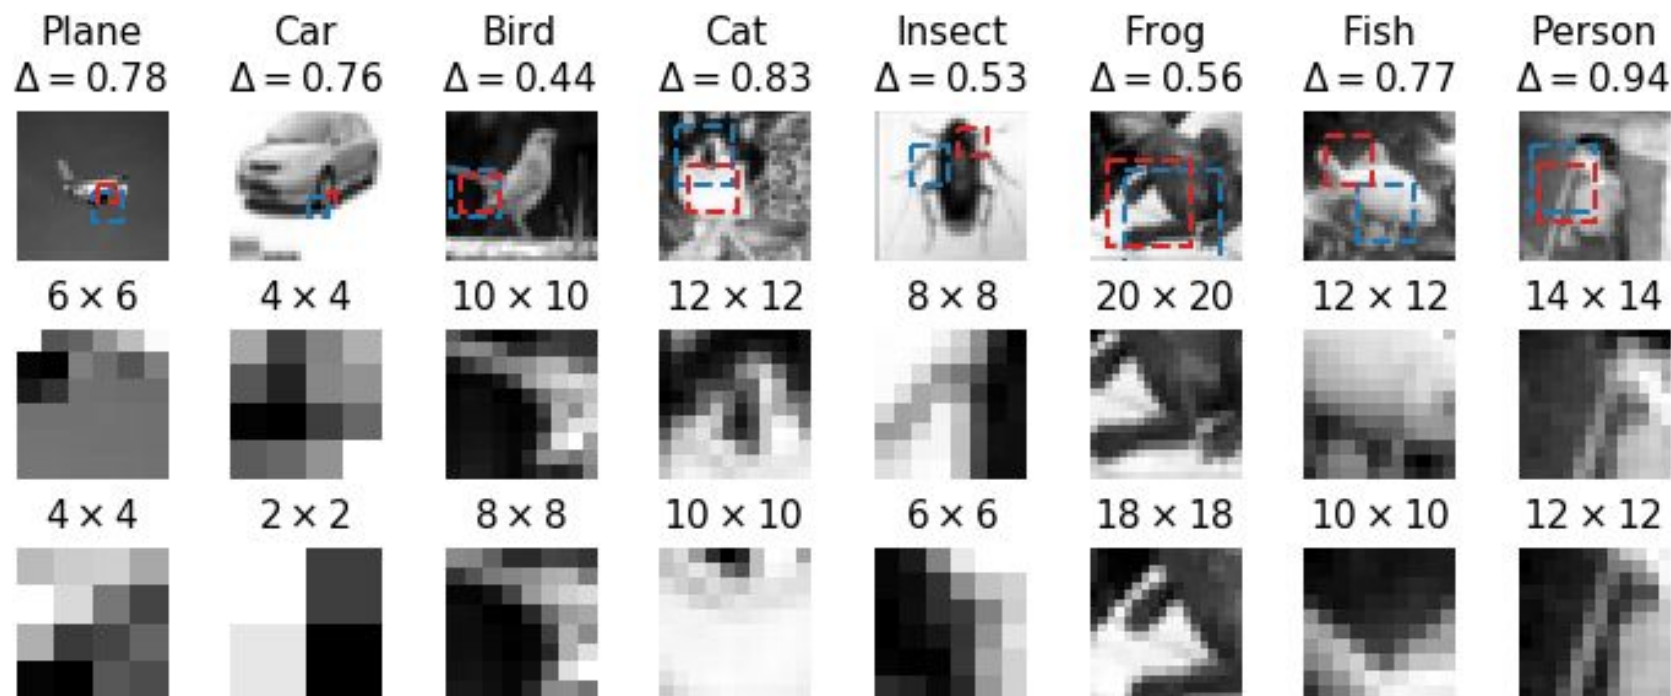 Plane Car Bird Cat Insect Frog Fish Person
Δ = 0.78 Δ = 0.76 Δ = 0.44 Δ = 0.83 Δ = 0.53 Δ = 0.56 Δ = 0.77 Δ = 0.94
6 × 6 4 × 4 10 × 10 12 × 12 8 × 8 20 × 20 12 × 12 14 × 14
4 × 4 2 × 2 8 × 8 10 × 10 6 × 6 18 × 18 10 × 10 12 × 12